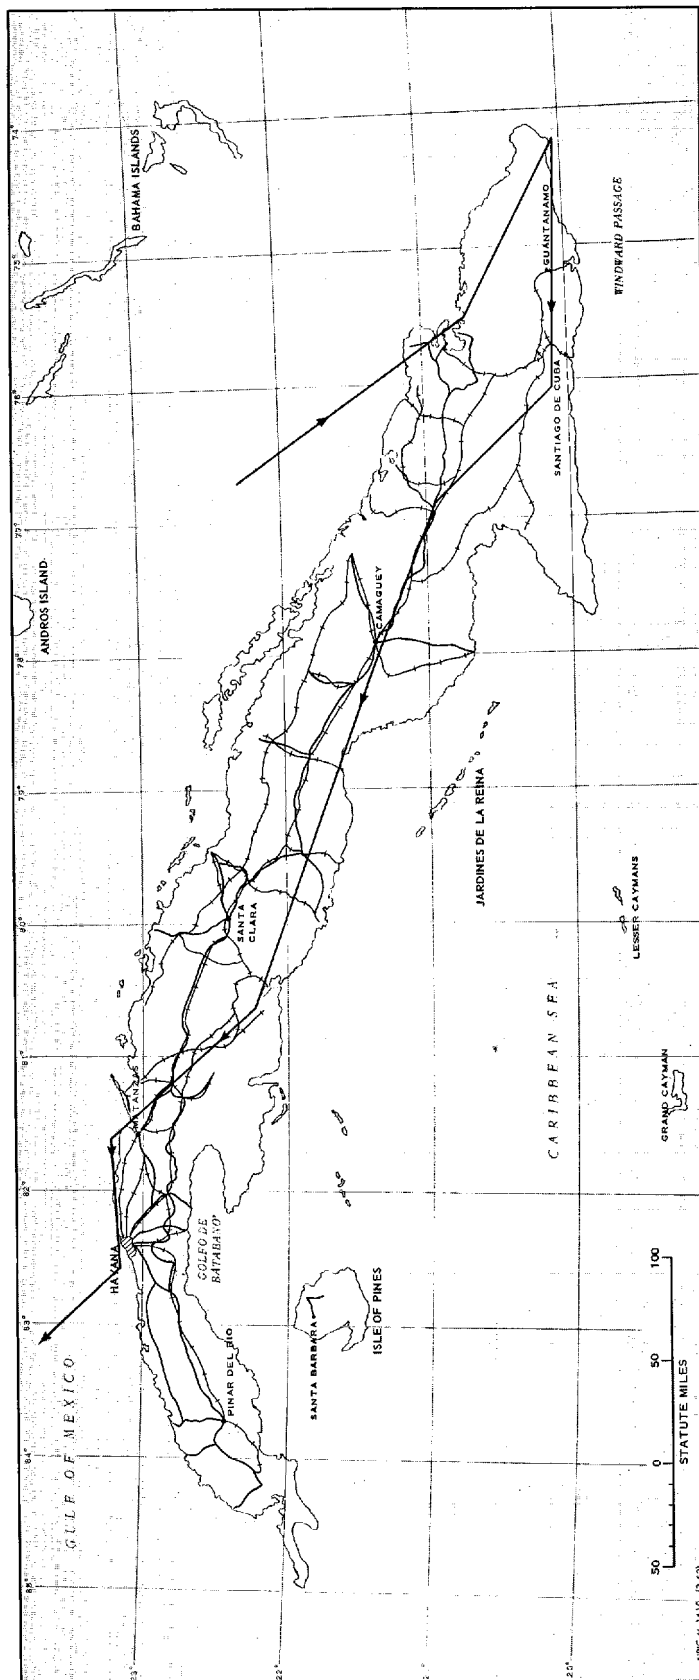 85°
84°
83°
82°
81°
80°
79°
78°
77°
76°
75°
74°
23°
22°
20°
GULF OF MEXICO
HAVANA
MATANZAS
ANDROS ISLAND
BAHAMA ISLANDS
PINAR DEL RIO
GOLFO DE
BATABANO'
SANTA
CLARA
CAMAGUEY
SANTA BARBARA
ISLE OF PINES
JARDINES DE LA REINA
SANTIAGO DE CUBA
GUANTANAMO
WINDWARD PASSAGE
CARIBBEAN SEA
LESSER CAYMANS
GRAND CAYMAN
50
0
50
100
STATUTE MILES